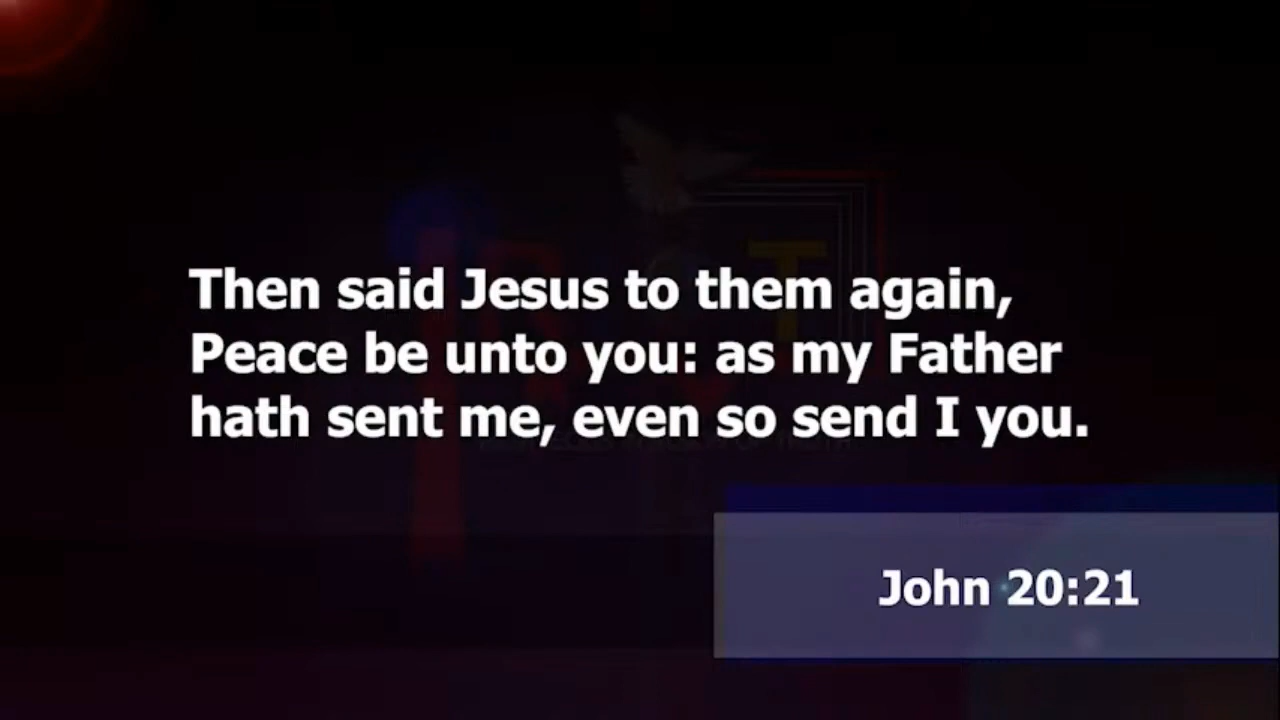 Then said Jesus to them again,
Peace be unto you: as my Father
hath sent me, even so send I you.
John 20:21